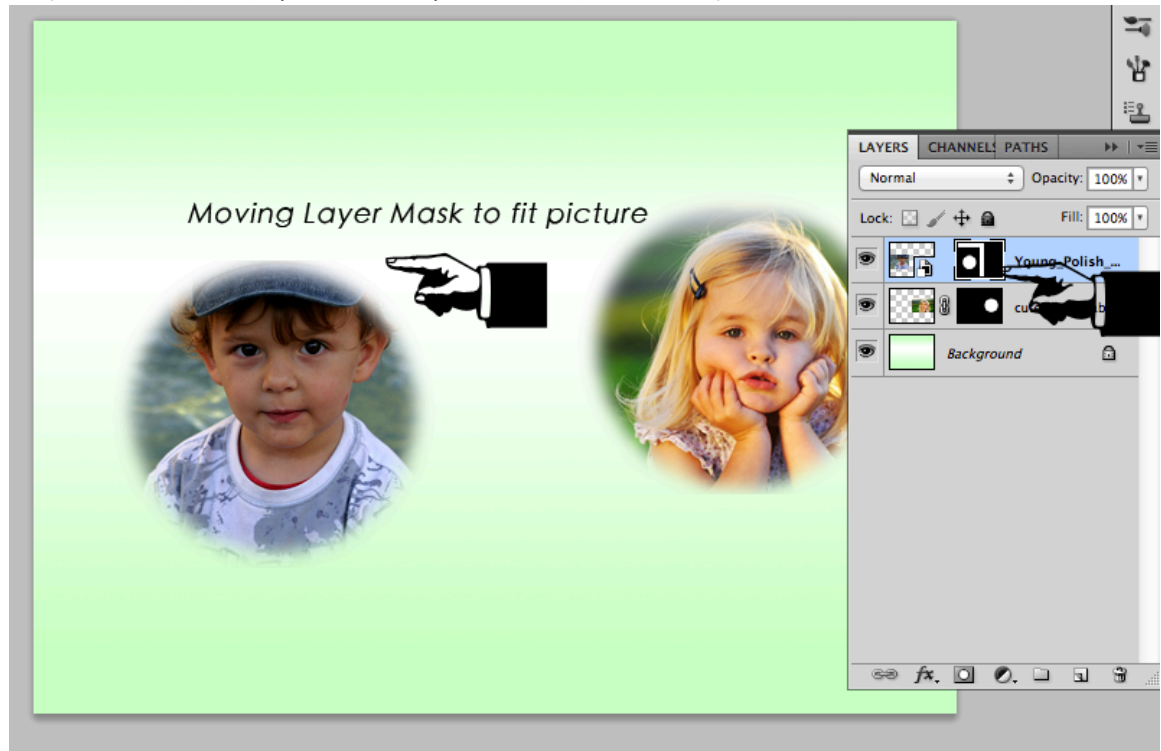 Moving Layer Mask to fit picture
LAYERS CHANNELS PATHS
Normal Opacity: 100%
Lock: Fill: 100%
Young_Polish_...
Background